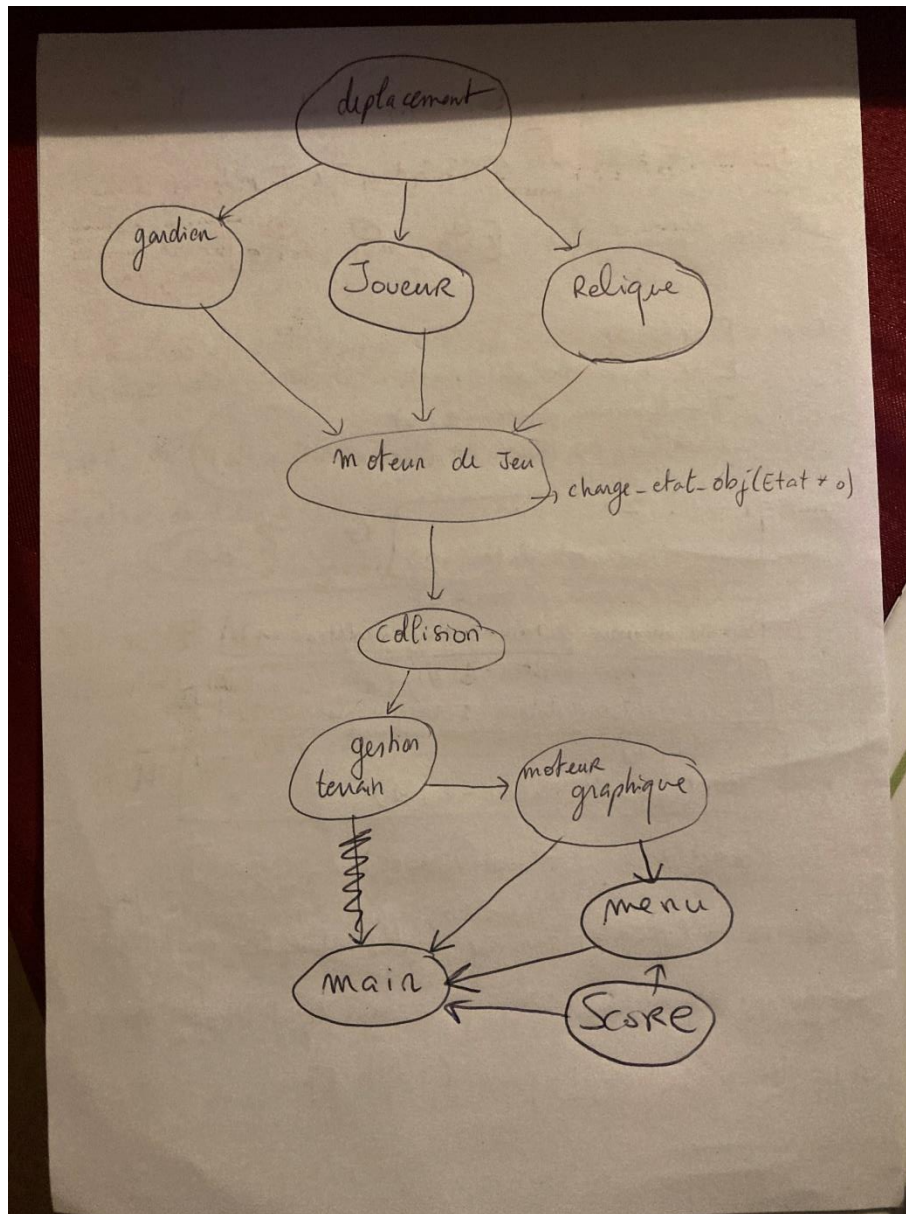 deplacement
gardien
Joueur
Relique
moteur de Jeu
change_etat_obj(Etat * o)
Collision
gestion
terrain
moteur
graphique
menu
main
Score